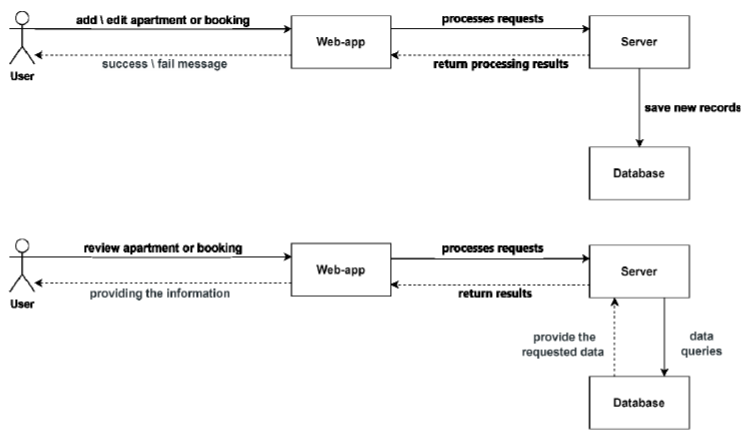 add \ edit apartment or booking
processes requests
Web-app
Server
success \ fail message
return processing results
User
save new records
Database
review apartment or booking
processes requests
Web-app
Server
providing the information
return results
User
provide the
requested data
data
queries
Database